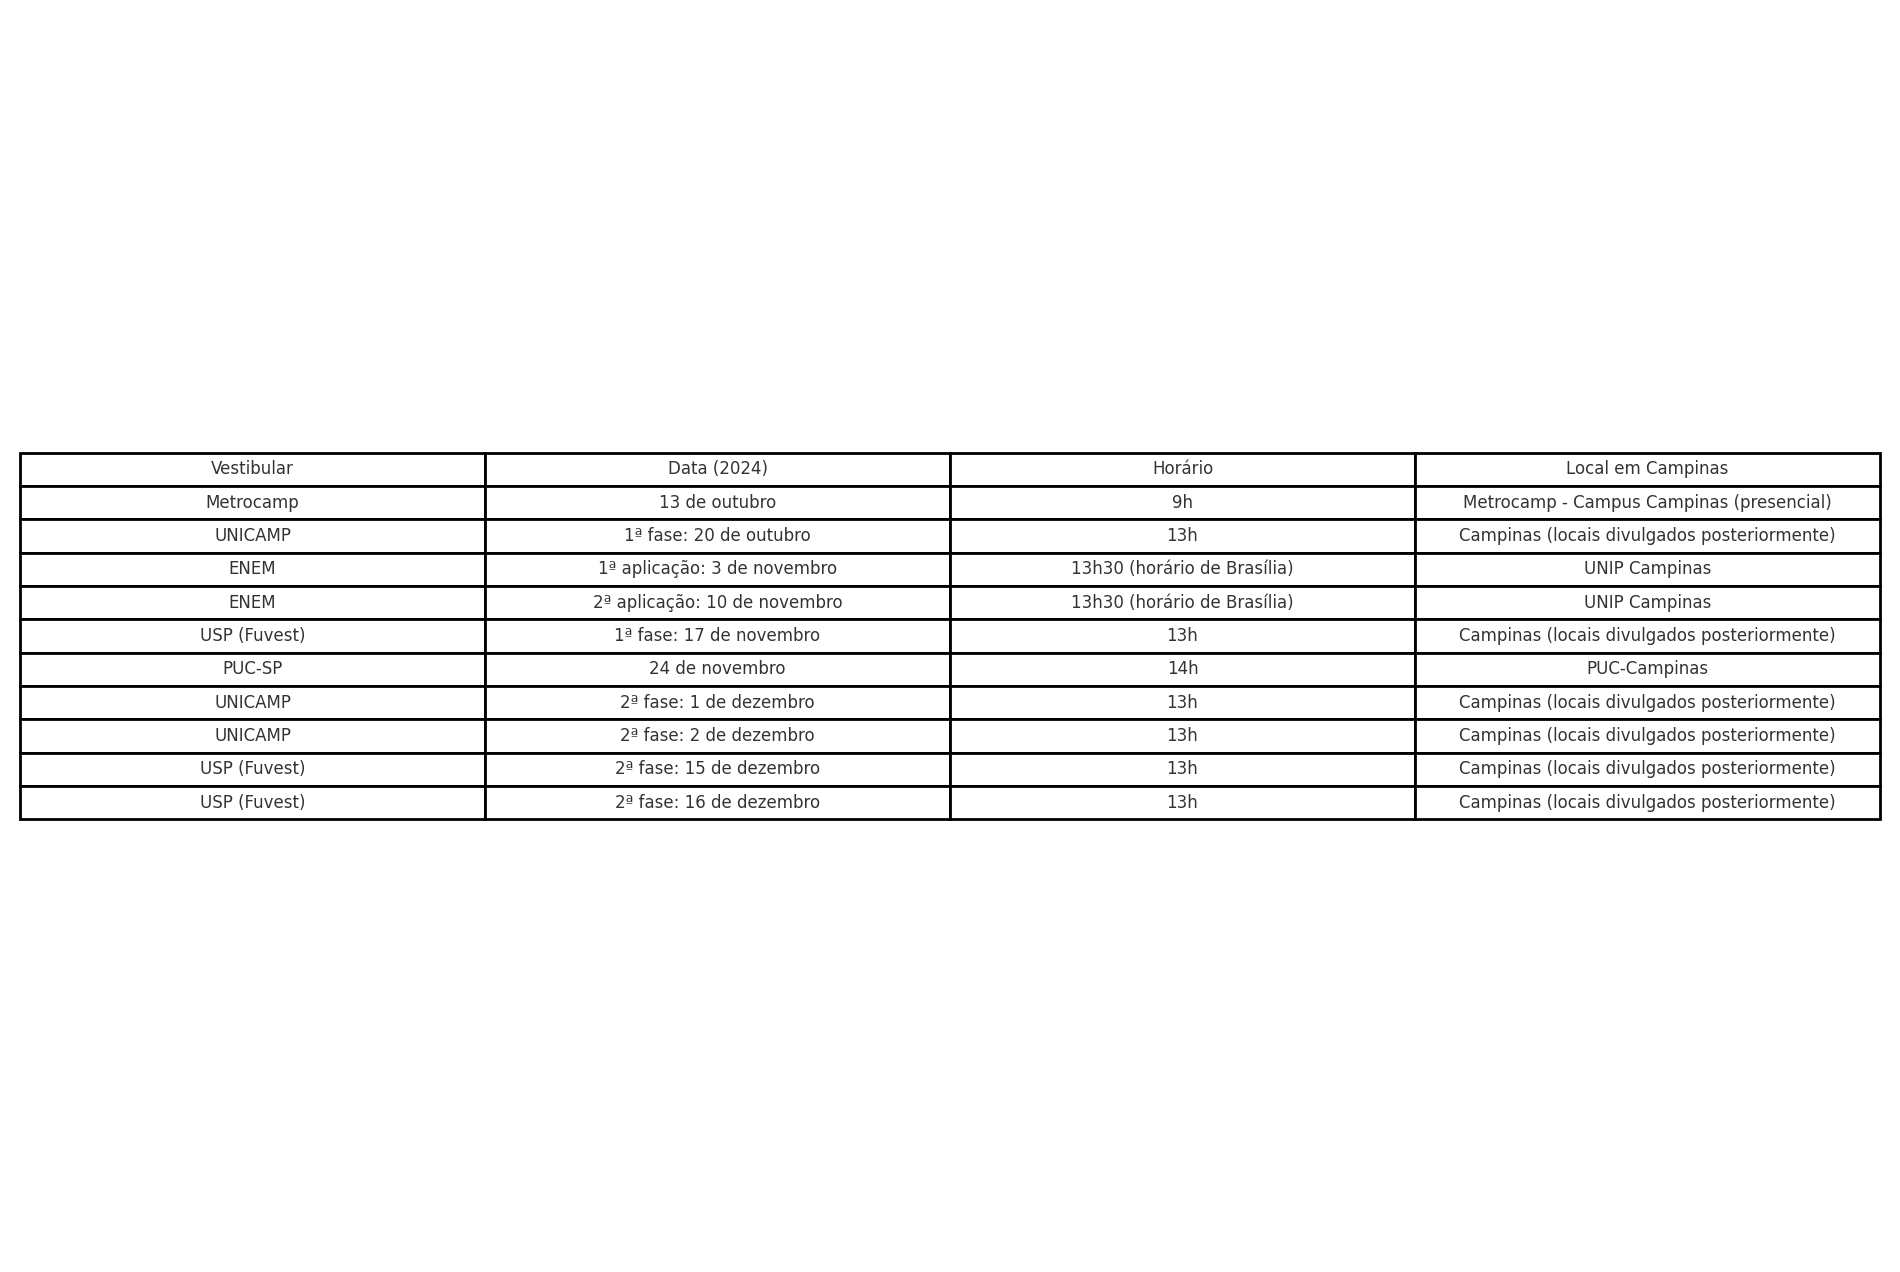 Vestibular Data (2024) Horário Local em Campinas
Metrocamp 13 de outubro 9h Metrocamp - Campus Campinas (presencial)
UNICAMP 1ª fase: 20 de outubro 13h Campinas (locais divulgados posteriormente)
ENEM 1ª aplicação: 3 de novembro 13h30 (horário de Brasília) UNIP Campinas
ENEM 2ª aplicação: 10 de novembro 13h30 (horário de Brasília) UNIP Campinas
USP (Fuvest) 1ª fase: 17 de novembro 13h Campinas (locais divulgados posteriormente)
PUC-SP 24 de novembro 14h PUC-Campinas
UNICAMP 2ª fase: 1 de dezembro 13h Campinas (locais divulgados posteriormente)
UNICAMP 2ª fase: 2 de dezembro 13h Campinas (locais divulgados posteriormente)
USP (Fuvest) 2ª fase: 15 de dezembro 13h Campinas (locais divulgados posteriormente)
USP (Fuvest) 2ª fase: 16 de dezembro 13h Campinas (locais divulgados posteriormente)